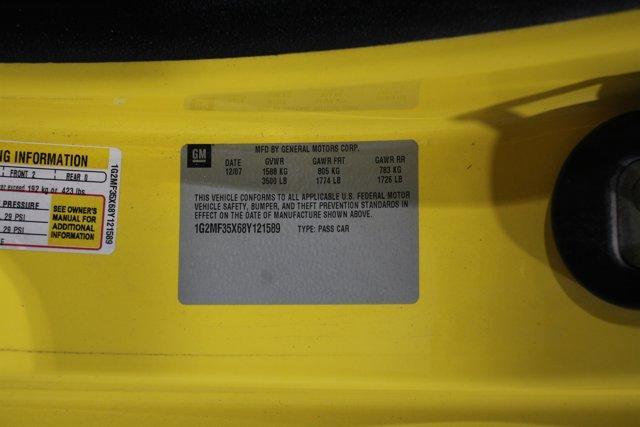 NG INFORMATION
FRONT 2 REAR 0
exceed 192 kg or 423 lbs.
PRESSURE
29 PSI
29 PSI
SEE OWNER'S
MANUAL FOR
ADDITIONAL
INFORMATION
1G2MF35X68Y121589
GM
MFD BY GENERAL MOTORS CORP.
DATE GVWR GAWR FRT GAWR RR
12/07 1588 KG 805 KG 783 KG
3500 LB 1774 LB 1726 LB
THIS VEHICLE CONFORMS TO ALL APPLICABLE U.S. FEDERAL MOTOR
VEHICLE SAFETY, BUMPER, AND THEFT PREVENTION STANDARDS IN
EFFECT ON THE DATE OF MANUFACTURE SHOWN ABOVE.
1G2MF35X68Y121589 TYPE: PASS CAR